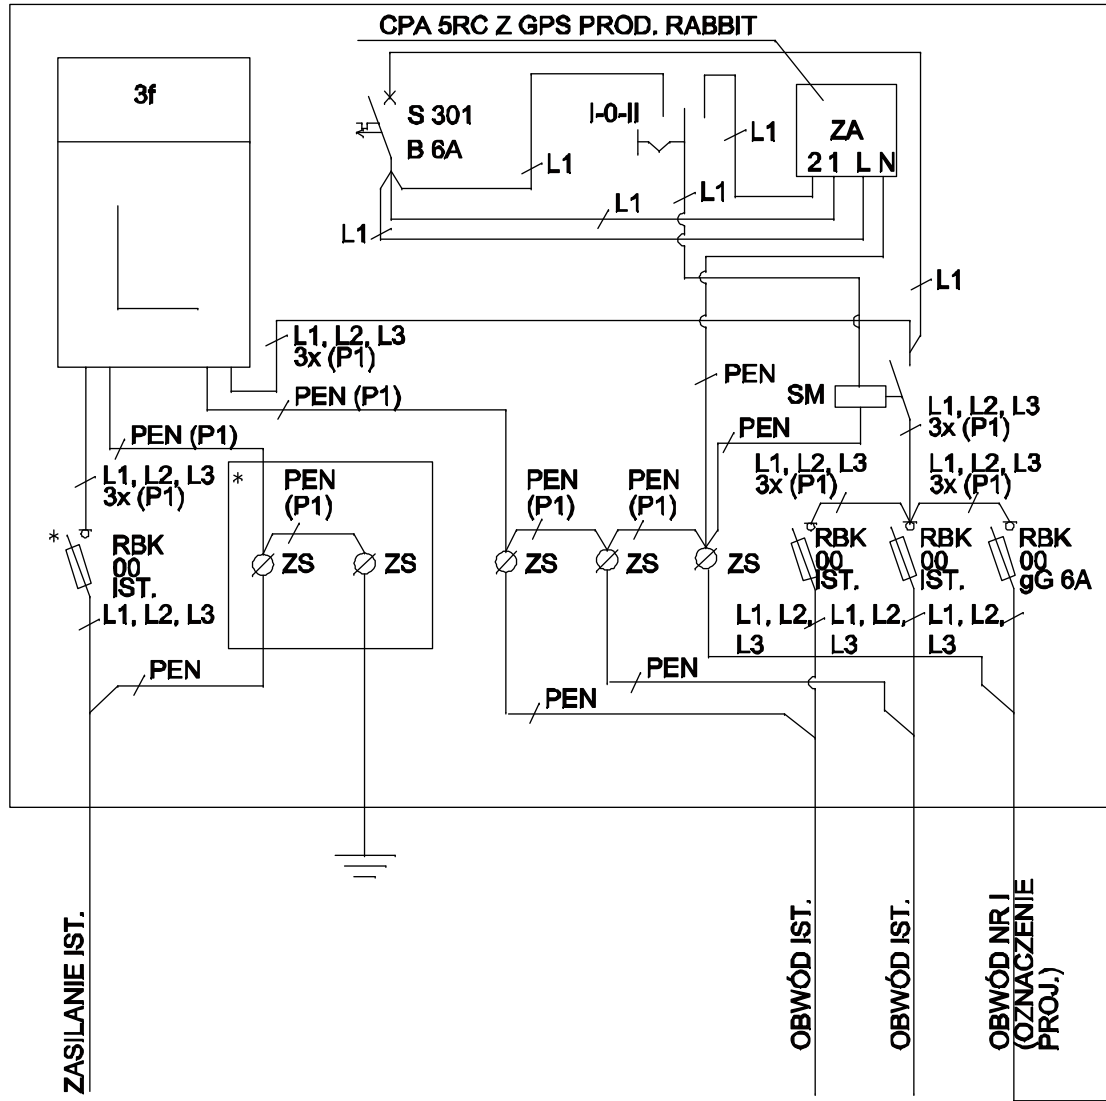 CPA 5RC Z GPS PROD. RABBIT
3f
S 301
B 6A
I-0-II
L1
ZA
2 1 L N
L1
L1
L1
L1
L1
L1, L2, L3
3x (P1)
PEN (P1)
PEN
SM
L1, L2, L3
3x (P1)
PEN (P1)
PEN
L1, L2, L3
3x (P1)
*
PEN
(P1)
PEN
(P1)
PEN
(P1)
L1, L2, L3
3x (P1)
L1, L2, L3
3x (P1)
*
RBK
00
IST.
ZS
ZS
ZS
ZS
ZS
RBK
00
IST.
RBK
00
IST.
RBK
00
gG 6A
L1, L2, L3
L1, L2,
L3
L1, L2,
L3
L1, L2,
L3
PEN
PEN
PEN
ZASILANIE IST.
OBWÓD IST.
OBWÓD IST.
OBWÓD NR I
(OZNACZENIE
PROJ.)